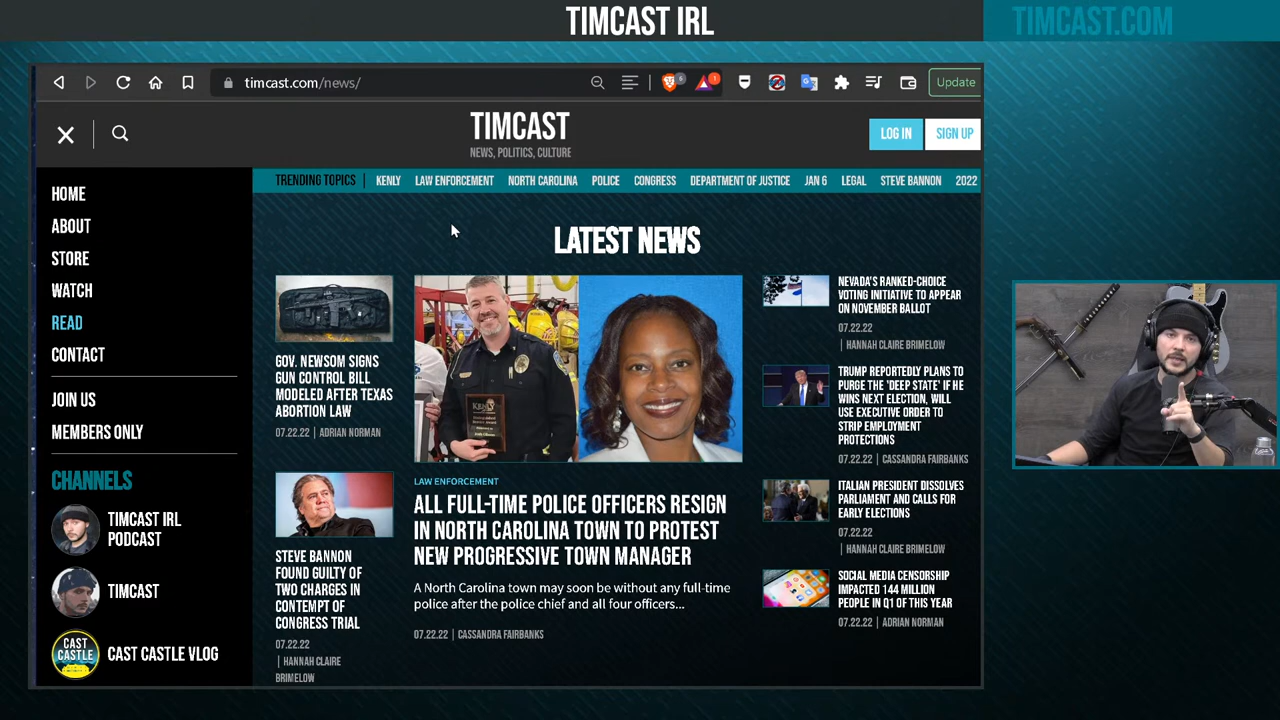 TIMCAST IRL
TIMCAST.COM
timcast.com/news/
6
1
Update
TIMCAST
NEWS, POLITICS, CULTURE
LOG IN
SIGN UP
TRENDING TOPICS
KENLY
LAW ENFORCEMENT
NORTH CAROLINA
POLICE
CONGRESS
DEPARTMENT OF JUSTICE
JAN 6
LEGAL
STEVE BANNON
2022
HOME
ABOUT
STORE
WATCH
READ
CONTACT
JOIN US
MEMBERS ONLY
CHANNELS
TIMCAST IRL
PODCAST
TIMCAST
CAST
CASTLE
CAST CASTLE VLOG
LATEST NEWS
GOV. NEWSOM SIGNS
GUN CONTROL BILL
MODELED AFTER TEXAS
ABORTION LAW
07.22.22 | ADRIAN NORMAN
STEVE BANNON
FOUND GUILTY OF
TWO CHARGES IN
CONTEMPT OF
CONGRESS TRIAL
07.22.22
| HANNAH CLAIRE
BRIMELOW
KENLY
LAW ENFORCEMENT
ALL FULL-TIME POLICE OFFICERS RESIGN
IN NORTH CAROLINA TOWN TO PROTEST
NEW PROGRESSIVE TOWN MANAGER
A North Carolina town may soon be without any full-time
police after the police chief and all four officers...
07.22.22 | CASSANDRA FAIRBANKS
NEVADA'S RANKED-CHOICE
VOTING INITIATIVE TO APPEAR
ON NOVEMBER BALLOT
07.22.22
| HANNAH CLAIRE BRIMELOW
TRUMP REPORTEDLY PLANS TO
PURGE THE 'DEEP STATE' IF HE
WINS NEXT ELECTION, WILL
USE EXECUTIVE ORDER TO
STRIP EMPLOYMENT
PROTECTIONS
07.22.22 | CASSANDRA FAIRBANKS
ITALIAN PRESIDENT DISSOLVES
PARLIAMENT AND CALLS FOR
EARLY ELECTIONS
07.22.22
| HANNAH CLAIRE BRIMELOW
SOCIAL MEDIA CENSORSHIP
IMPACTED 144 MILLION
PEOPLE IN Q1 OF THIS YEAR
07.22.22 | ADRIAN NORMAN